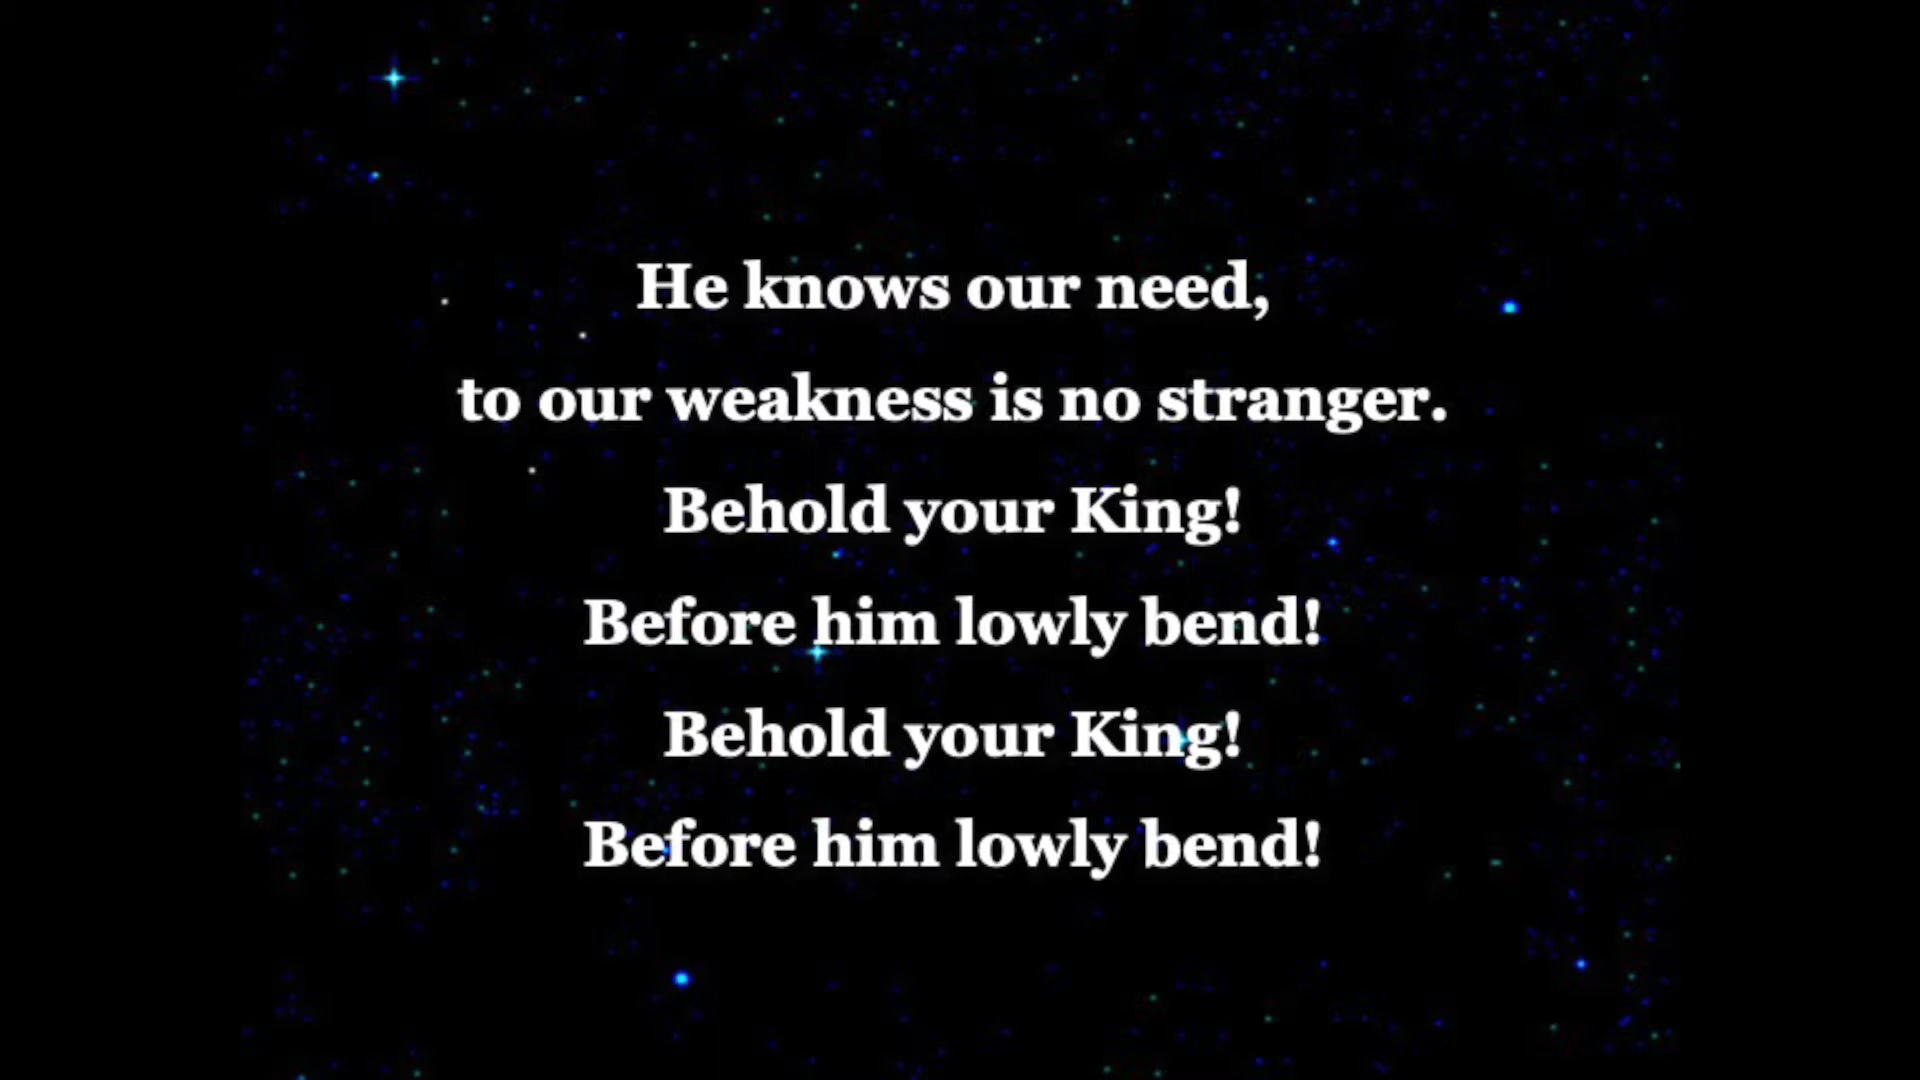 He knows our need,
to our weakness is no stranger.
Behold your King!
Before him lowly bend!
Behold your King!
Before him lowly bend!